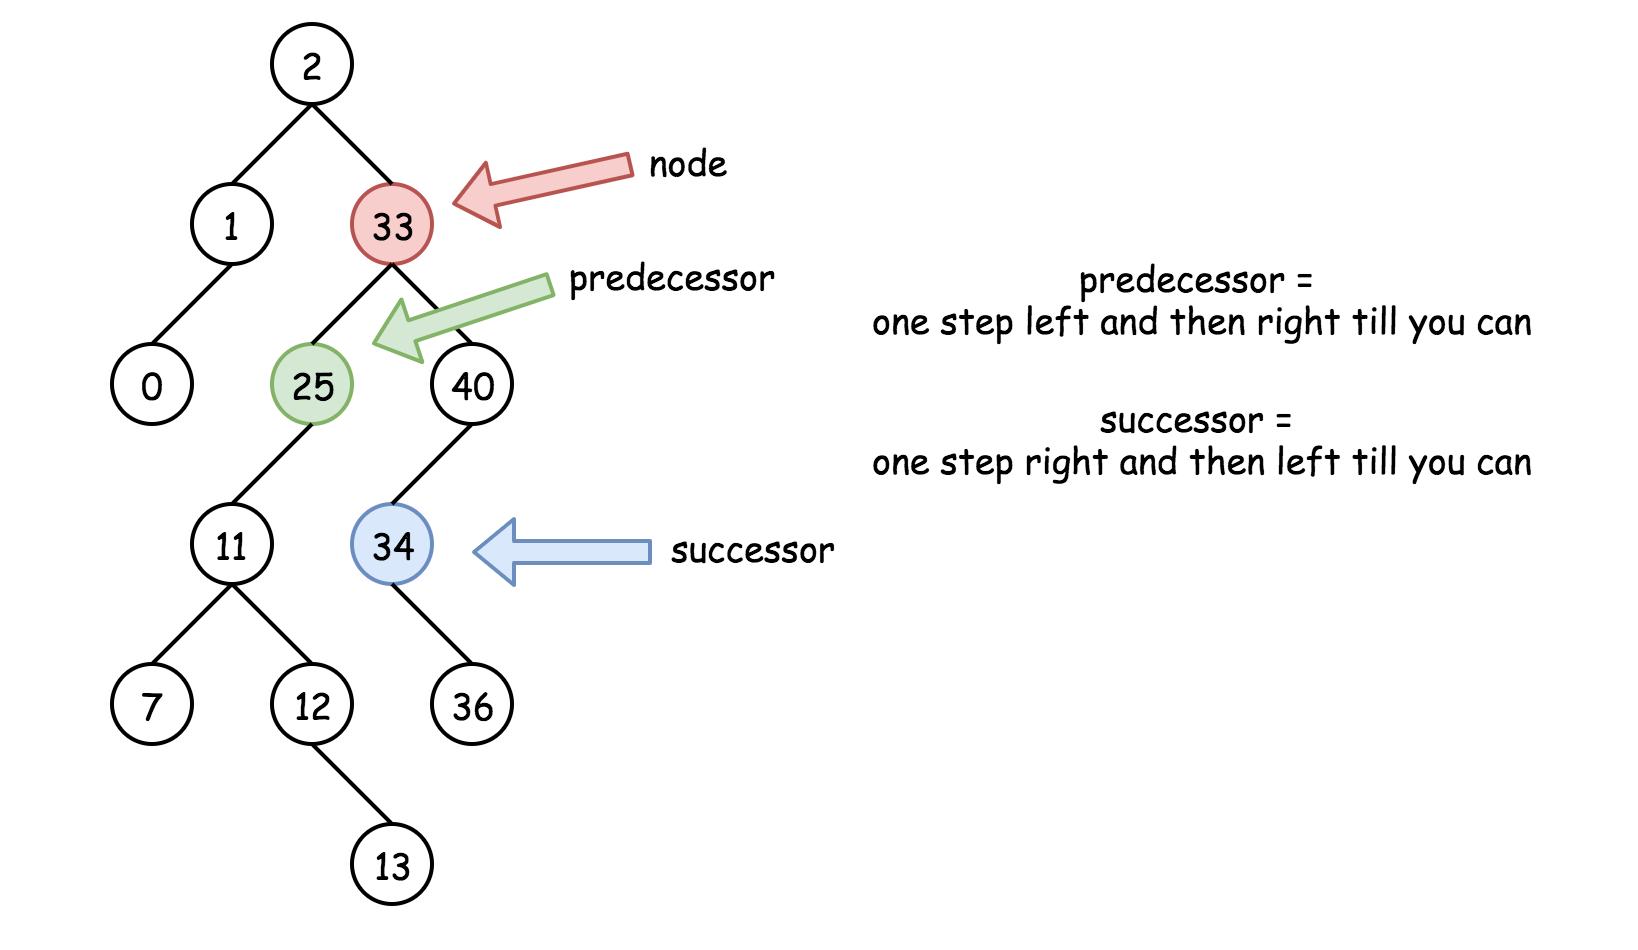 2
node
1
33
predecessor
predecessor =
one step left and then right till you can
0
25
40
successor =
one step right and then left till you can
11
34
successor
7
12
36
13